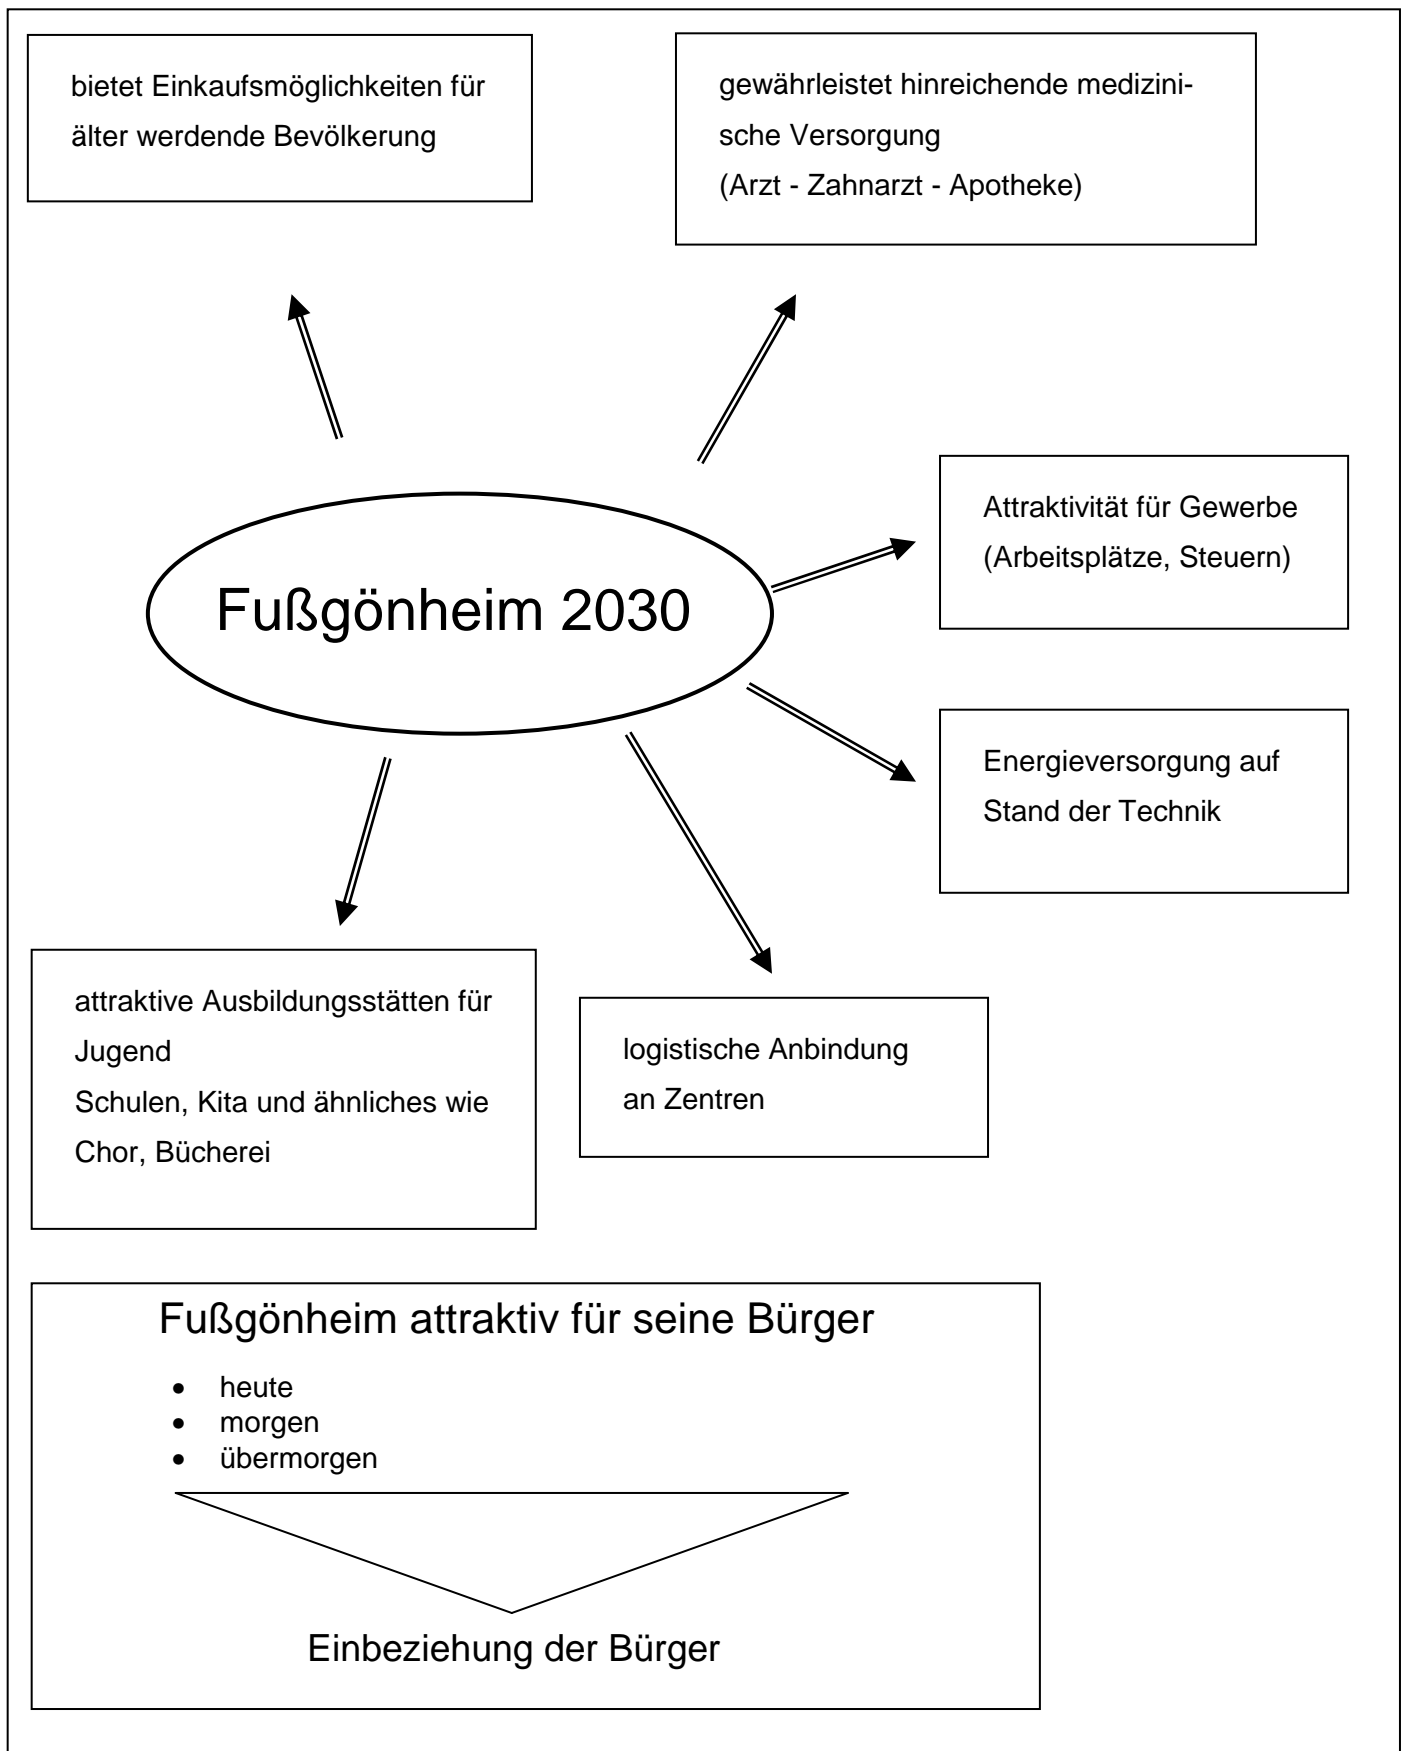 bietet Einkaufsmöglichkeiten für
älter werdende Bevölkerung
gewährleistet hinreichende medizini-
sche Versorgung
(Arzt - Zahnarzt - Apotheke)
Attraktivität für Gewerbe
(Arbeitsplätze, Steuern)
Fußgönheim 2030
Energieversorgung auf
Stand der Technik
attraktive Ausbildungsstätten für
Jugend
Schulen, Kita und ähnliches wie
Chor, Bücherei
logistische Anbindung
an Zentren
Fußgönheim attraktiv für seine Bürger
• heute
• morgen
• übermorgen
Einbeziehung der Bürger